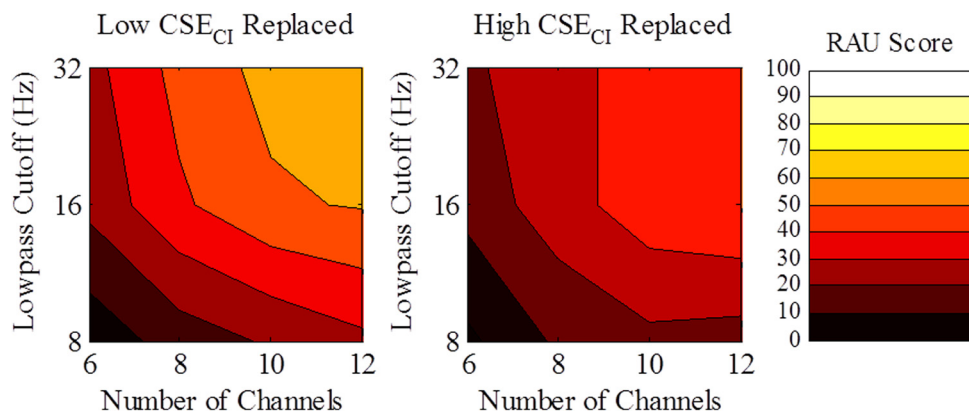 Low CSE_CI Replaced
High CSE_CI Replaced
RAU Score
Lowpass Cutoff (Hz)
32
16
8
6 8 10 12
Number of Channels
Lowpass Cutoff (Hz)
32
16
8
6 8 10 12
Number of Channels
100
90
80
70
60
50
40
30
20
10
0